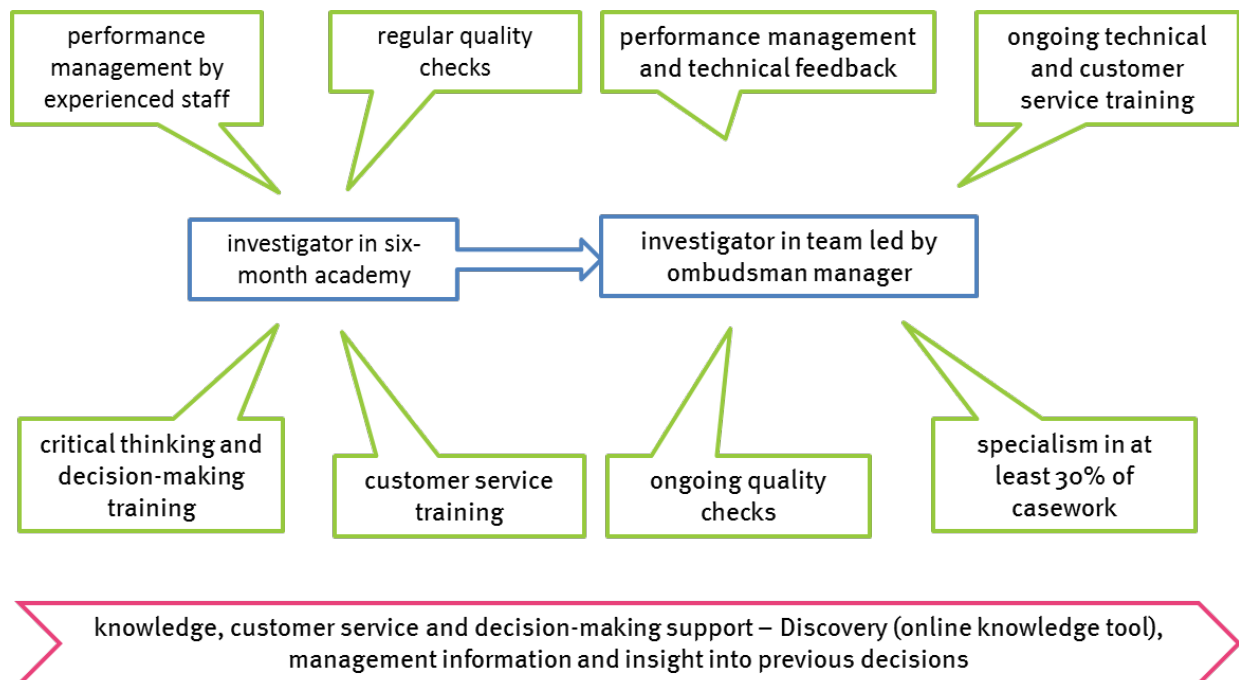 performance
management by
experienced staff
regular quality
checks
performance management
and technical feedback
ongoing technical
and customer
service training
investigator in six-
month academy
investigator in team led by
ombudsman manager
critical thinking and
decision-making
training
customer service
training
ongoing quality
checks
specialism in at
least 30% of
casework
knowledge, customer service and decision-making support – Discovery (online knowledge tool),
management information and insight into previous decisions